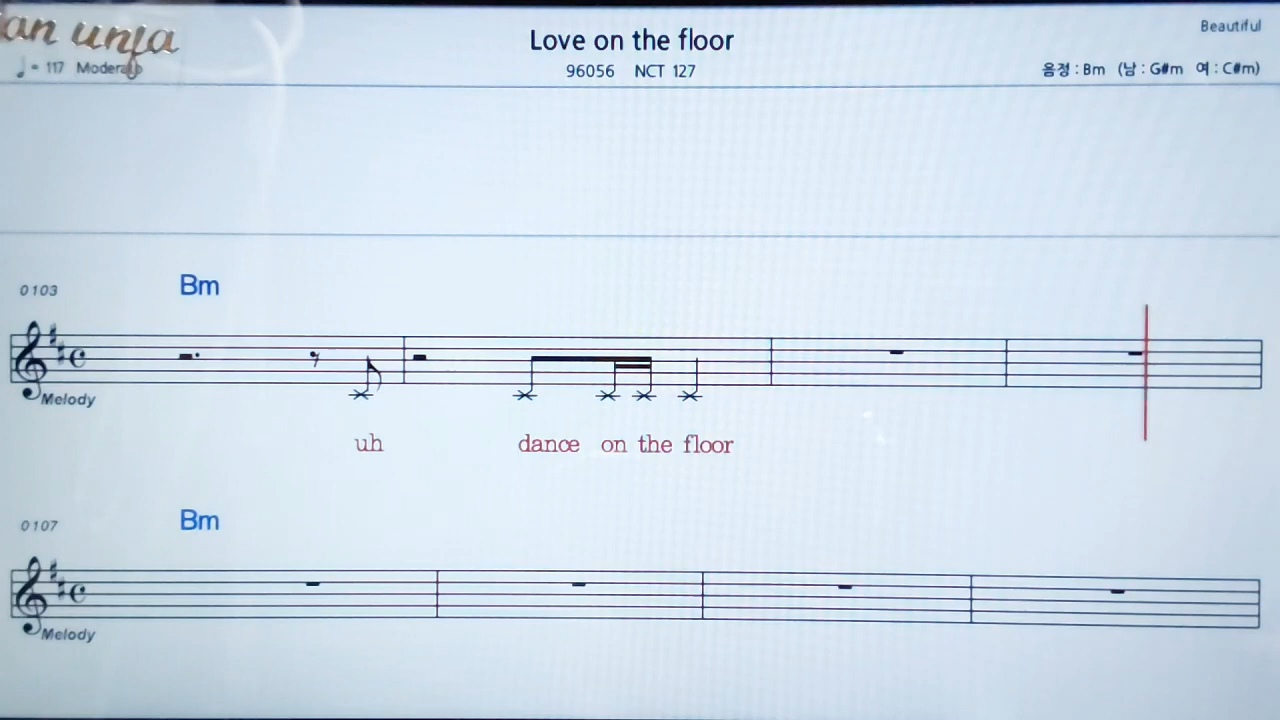 an unja
Love on the floor
Beautiful
♩= 117 Moderato
96056 NCT 127
음정 : Bm (남 : G#m 여 : C#m)
0103 Bm
Melody
uh dance on the floor
0107 Bm
Melody